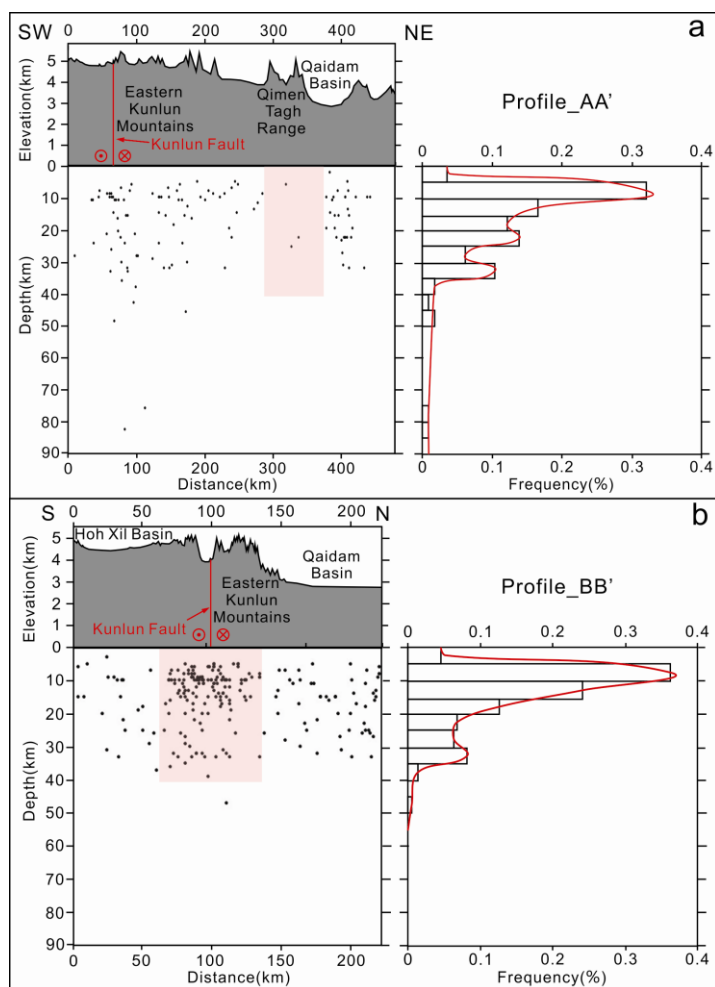 SW
NE
a
0 100 200 300 400
Elevation(km)
5
4
3
2
1
0
Eastern
Kunlun
Mountains
Kunlun Fault
Qimen
Tagh
Range
Qaidam
Basin
Profile_AA'
0 0.1 0.2 0.3 0.4
Depth(km)
10
20
30
40
50
60
70
80
90
0 100 200 300 400
Distance(km)
0 0.1 0.2 0.3 0.4
Frequency(%)
b
0 50 100 150 200
S
N
Hoh Xil Basin
Elevation(km)
5
4
3
2
1
0
Qaidam
Basin
Eastern
Kunlun
Mountains
Kunlun Fault
Profile_BB'
0 0.1 0.2 0.3 0.4
Depth(km)
10
20
30
40
50
60
70
80
90
0 50 100 150 200
Distance(km)
0 0.1 0.2 0.3 0.4
Frequency(%)